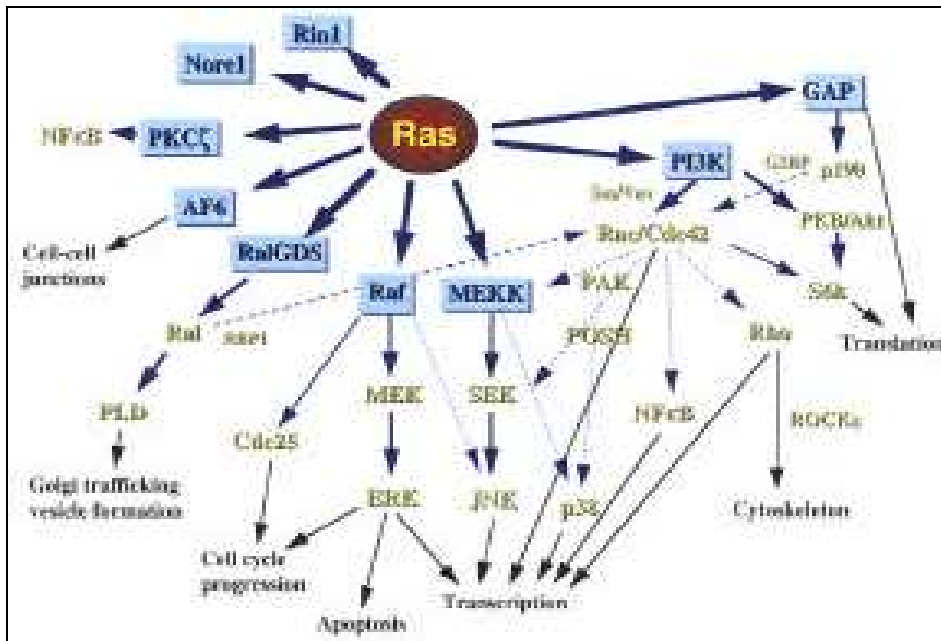 Rin1
Nore1
GAP
Ras
NFκB
PKCζ
PI3K
p190
AF6
PKB/Akt
Rac/Cdc42
Cell-cell
junctions
RalGDS
Raf
MEKK
PAK
S6k
Ral
RBP1
POSH
Rho
Translation
MEK
SEK
PLD
NFκB
Cdc25
ROCKs
Golgi trafficking
vesicle formation
ERK
JNK
p38
Cytoskeleton
Cell cycle
progression
Transcription
Apoptosis